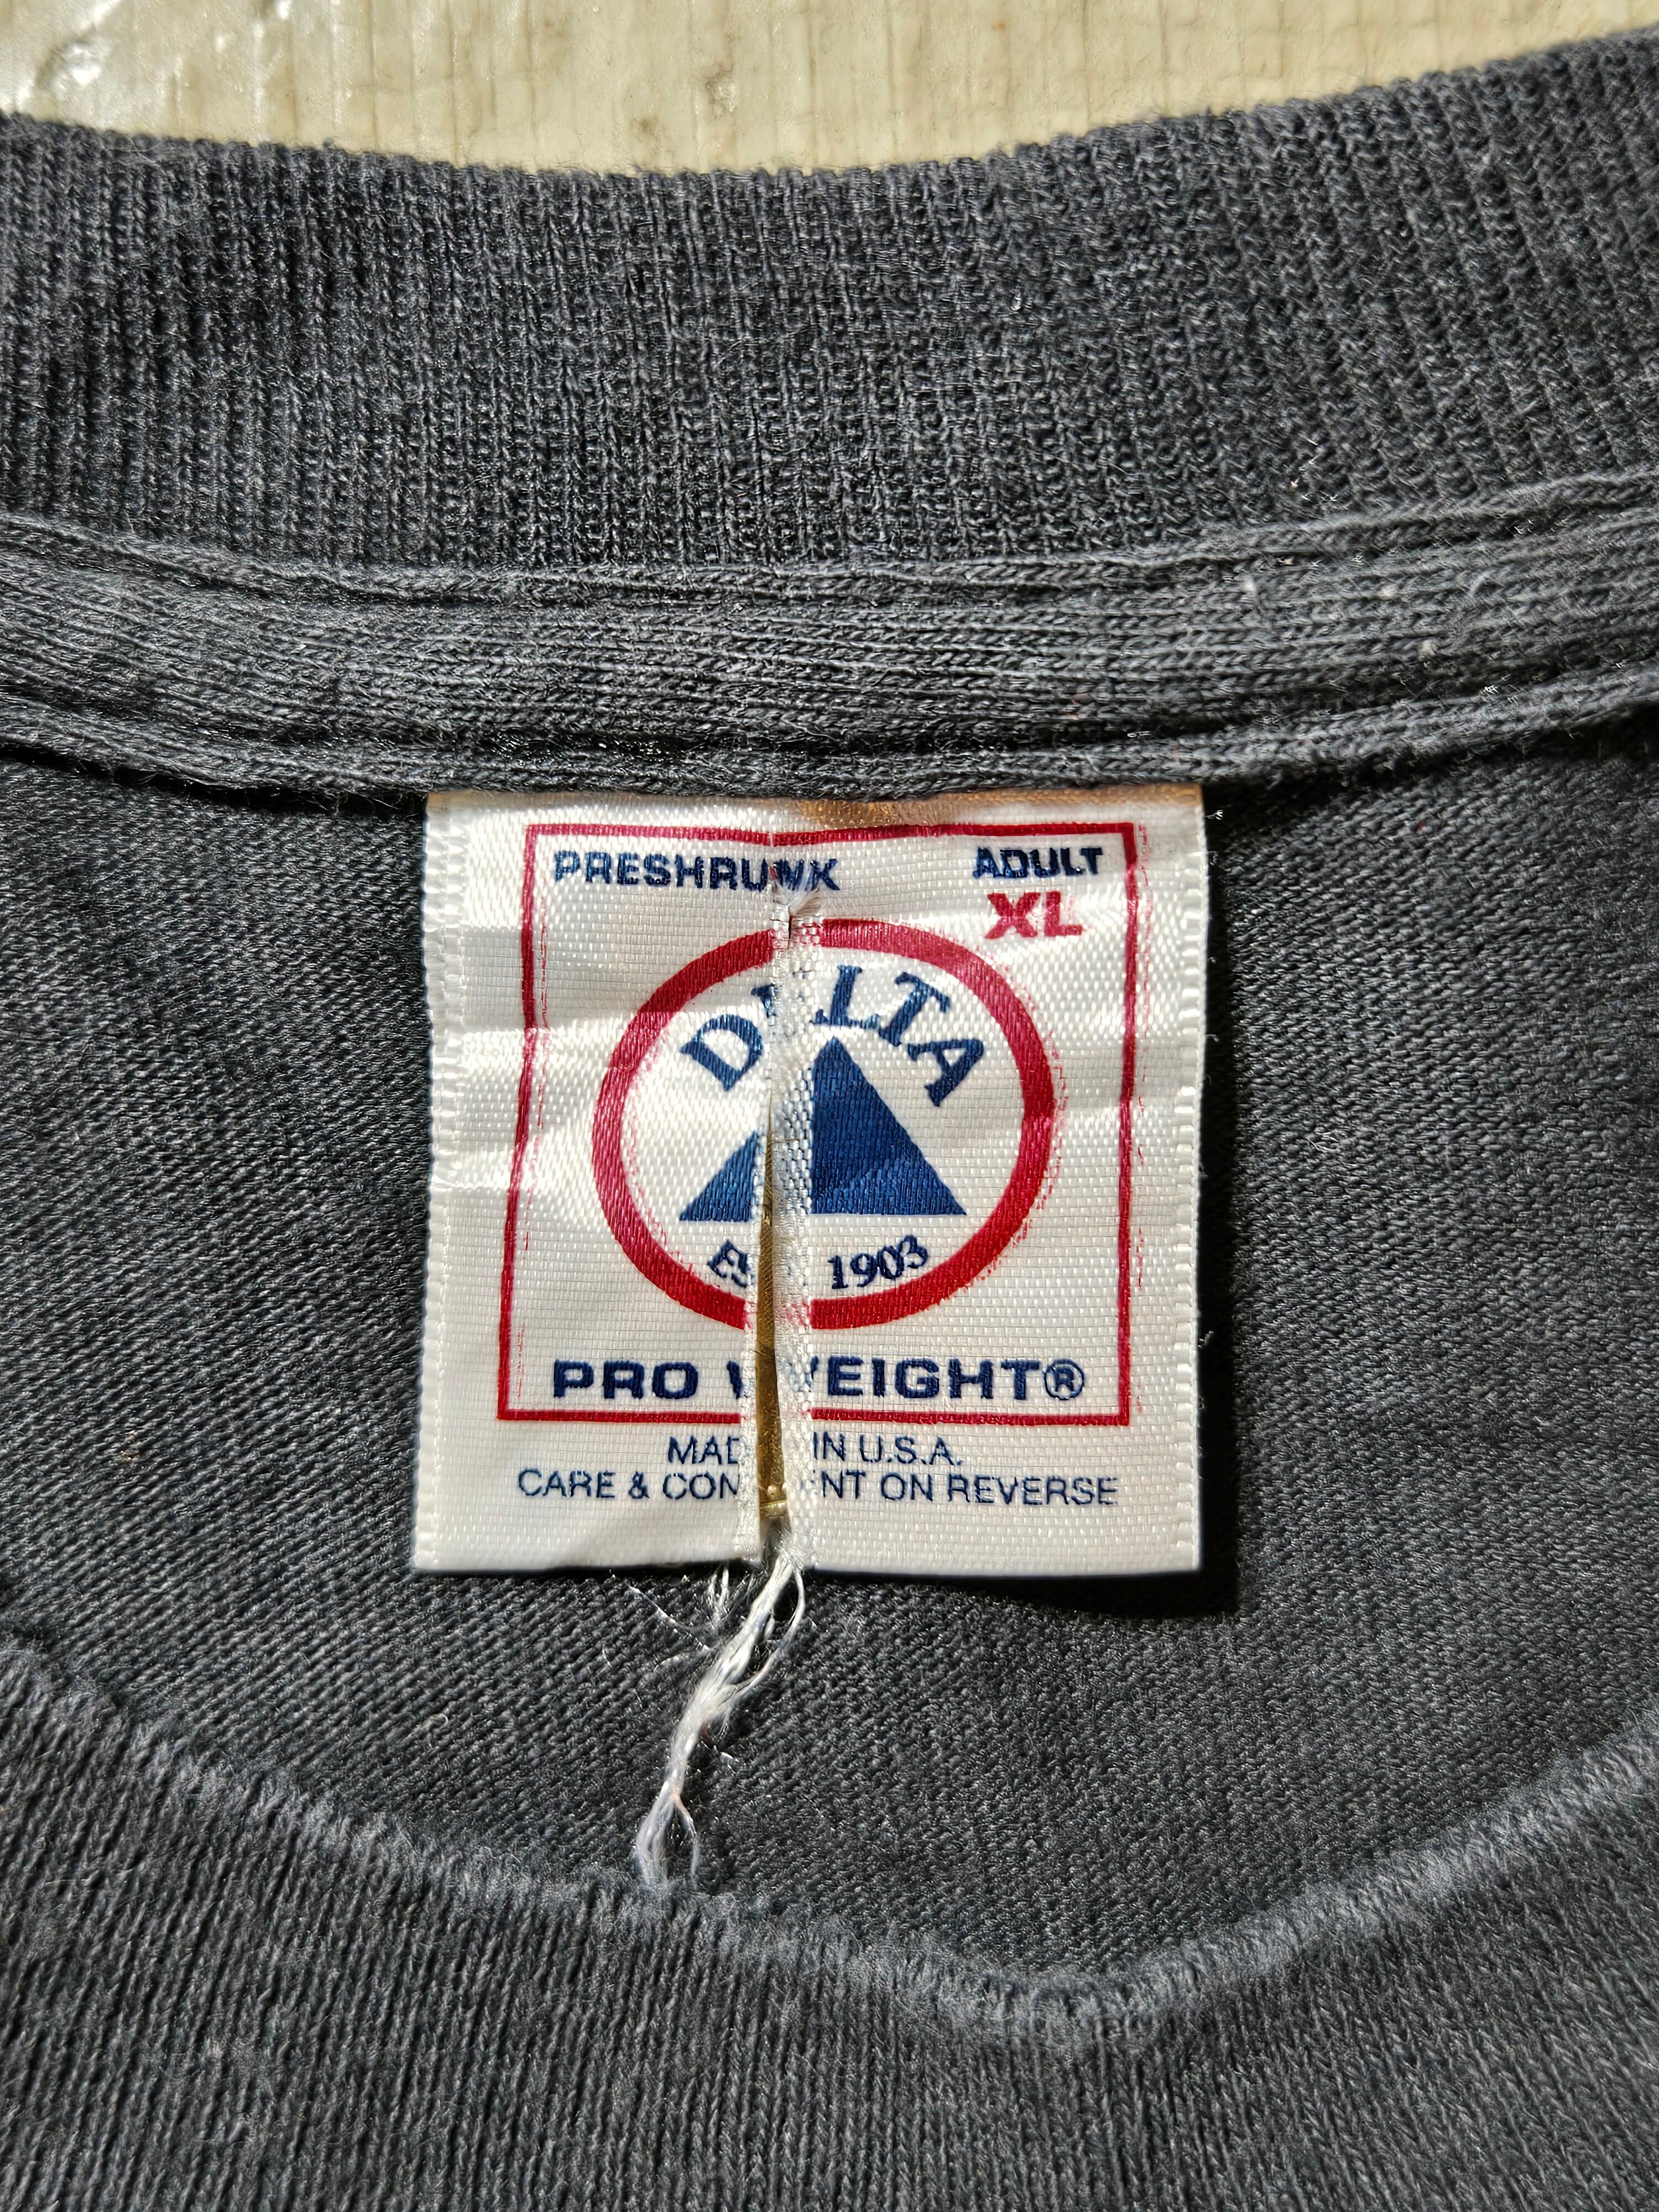 PRESHRUNK ADULT
XL
DELTA
EST 1903
PRO WEIGHT®
MADE IN U.S.A.
CARE & CONTENT ON REVERSE